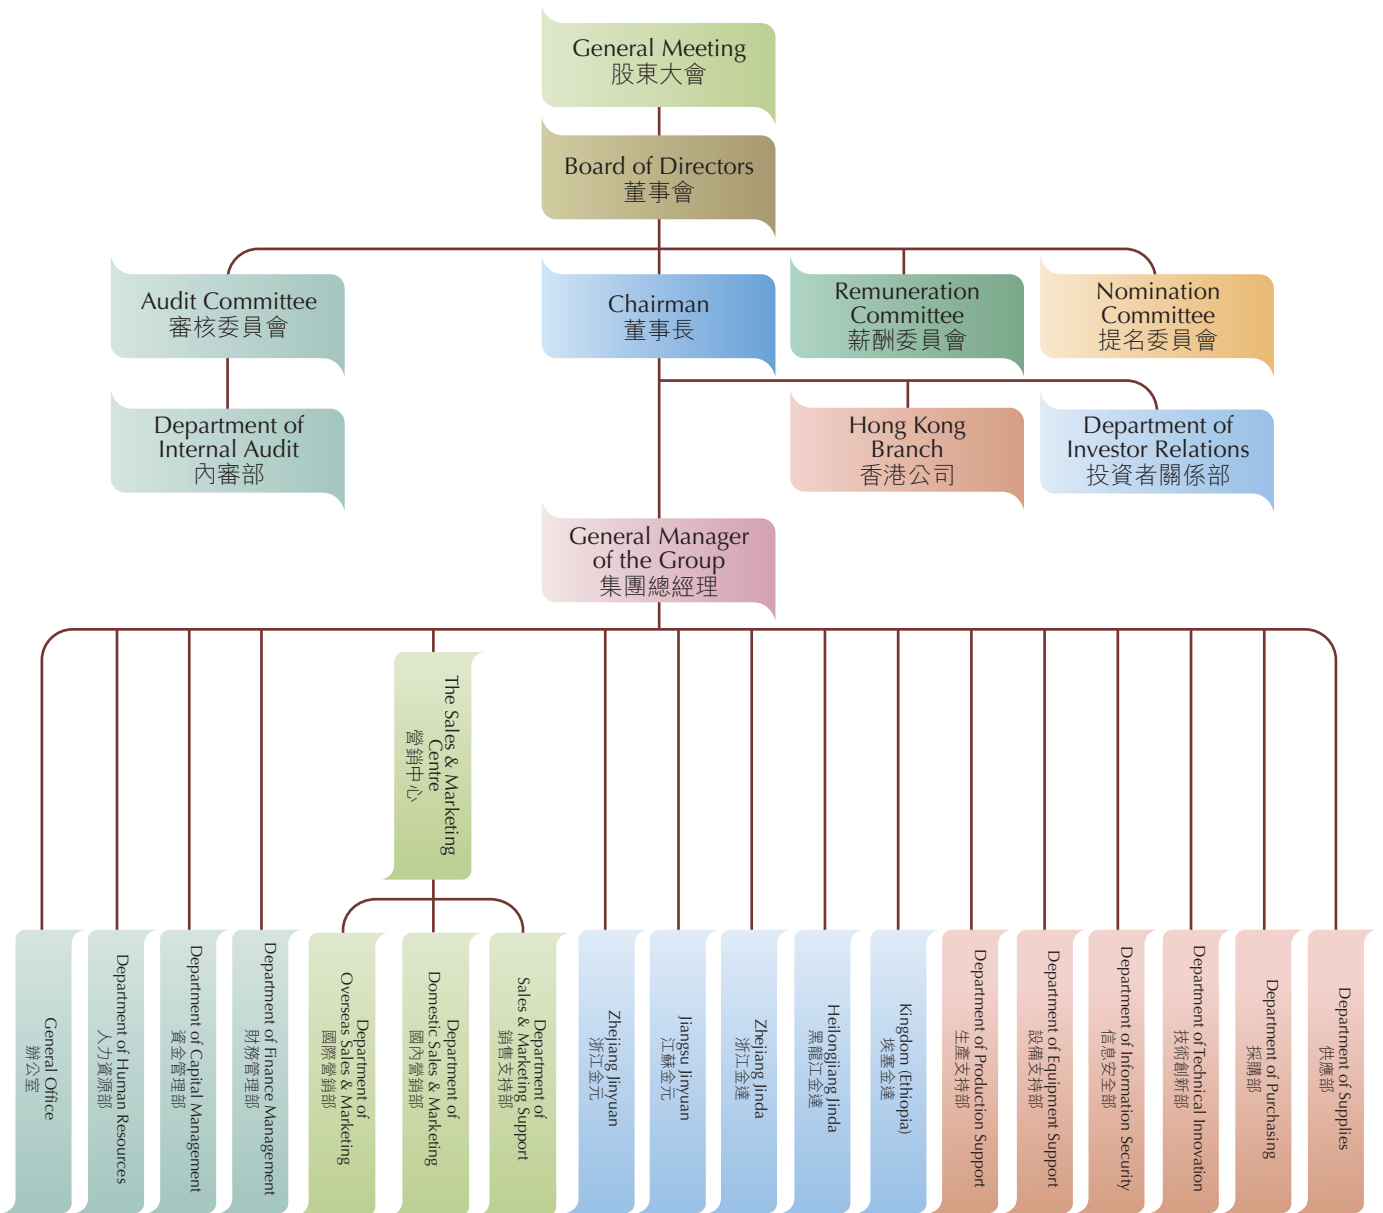 General Meeting
股東大會
Board of Directors
董事會
Audit Committee
審核委員會
Chairman
董事長
Remuneration
Committee
薪酬委員會
Nomination
Committee
提名委員會
Department of
Internal Audit
內審部
Hong Kong
Branch
香港公司
Department of
Investor Relations
投資者關係部
General Manager
of the Group
集團總經理
The Sales & Marketing
Centre
營銷中心
General Office
辦公室
Department of Human Resources
人力資源部
Department of Capital Management
資金管理部
Department of Finance Management
財務管理部
Department of
Overseas Sales & Marketing
國際營銷部
Department of
Domestic Sales & Marketing
國內營銷部
Department of
Sales & Marketing Support
銷售支持部
Zhejiang Jinyuan
浙江金元
Jiangsu Jinyuan
江蘇金元
Zhejiang Jinda
浙江金達
Heilongjiang Jinda
黑龍江金達
Kingdom (Ethiopia)
埃塞金達
Department of Production Support
生產支持部
Department of Equipment Support
設備支持部
Department of Information Security
信息安全部
Department of Technical Innovation
技術創新部
Department of Purchasing
採購部
Department of Supplies
供應部